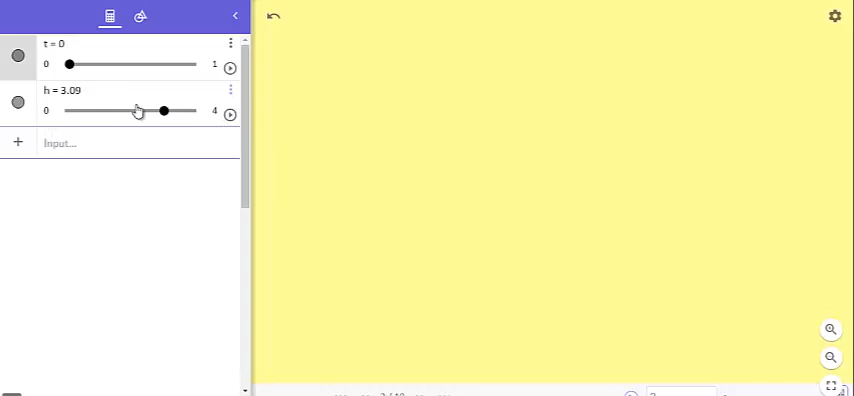 t = 0
0
1
h = 3.09
0
4
+ Input...